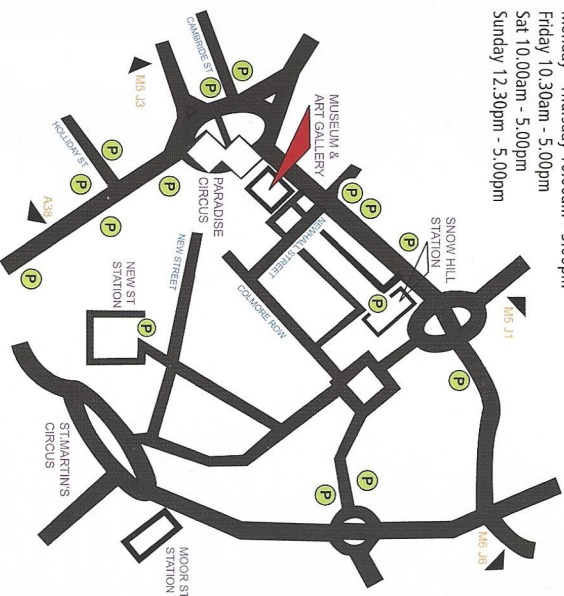 Friday 10.30am - 5.00pm
Sat 10.00am - 5.00pm
Sunday 12.30pm - 5.00pm
M5 J1
M6 J6
SNOW HILL
STATION
MUSEUM &
ART GALLERY
CAMBRIDE ST
M5 J3
HOLLIDAY ST
A38
PARADISE
CIRCUS
NEWHALL STREET
COLMORE ROW
NEW STREET
NEW ST
STATION
ST.MARTIN'S
CIRCUS
MOOR ST
STATION
P
P
P
P
P
P
P
P
P
P
P
P
P
P